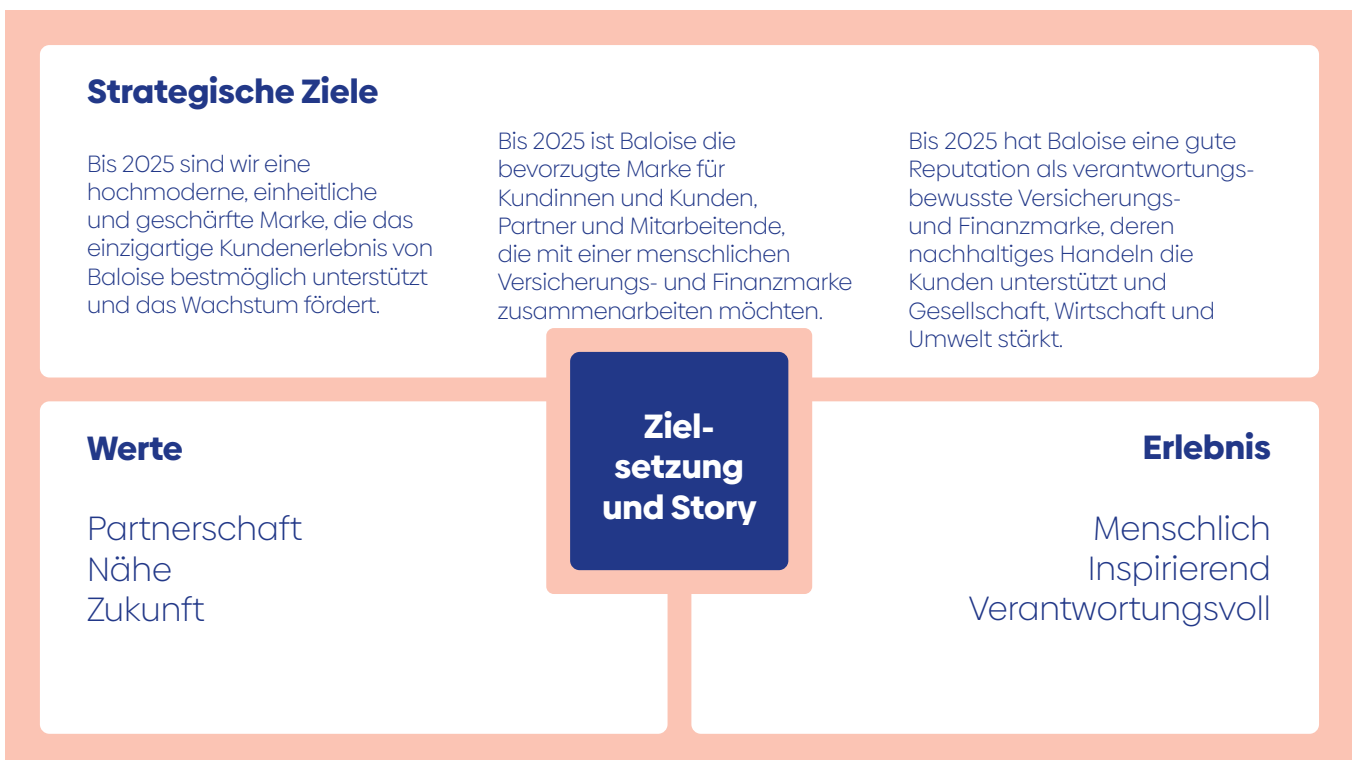 Strategische Ziele
Bis 2025 sind wir eine
hochmoderne, einheitliche
und geschärfte Marke, die das
einzigartige Kundenerlebnis von
Baloise bestmöglich unterstützt
und das Wachstum fördert.
Bis 2025 ist Baloise die
bevorzugte Marke für
Kundinnen und Kunden,
Partner und Mitarbeitende,
die mit einer menschlichen
Versicherungs- und Finanzmarke
zusammenarbeiten möchten.
Bis 2025 hat Baloise eine gute
Reputation als verantwortungs-
bewusste Versicherungs-
und Finanzmarke, deren
nachhaltiges Handeln die
Kunden unterstützt und
Gesellschaft, Wirtschaft und
Umwelt stärkt.
Ziel-
setzung
und Story
Werte
Partnerschaft
Nähe
Zukunft
Erlebnis
Menschlich
Inspirierend
Verantwortungsvoll